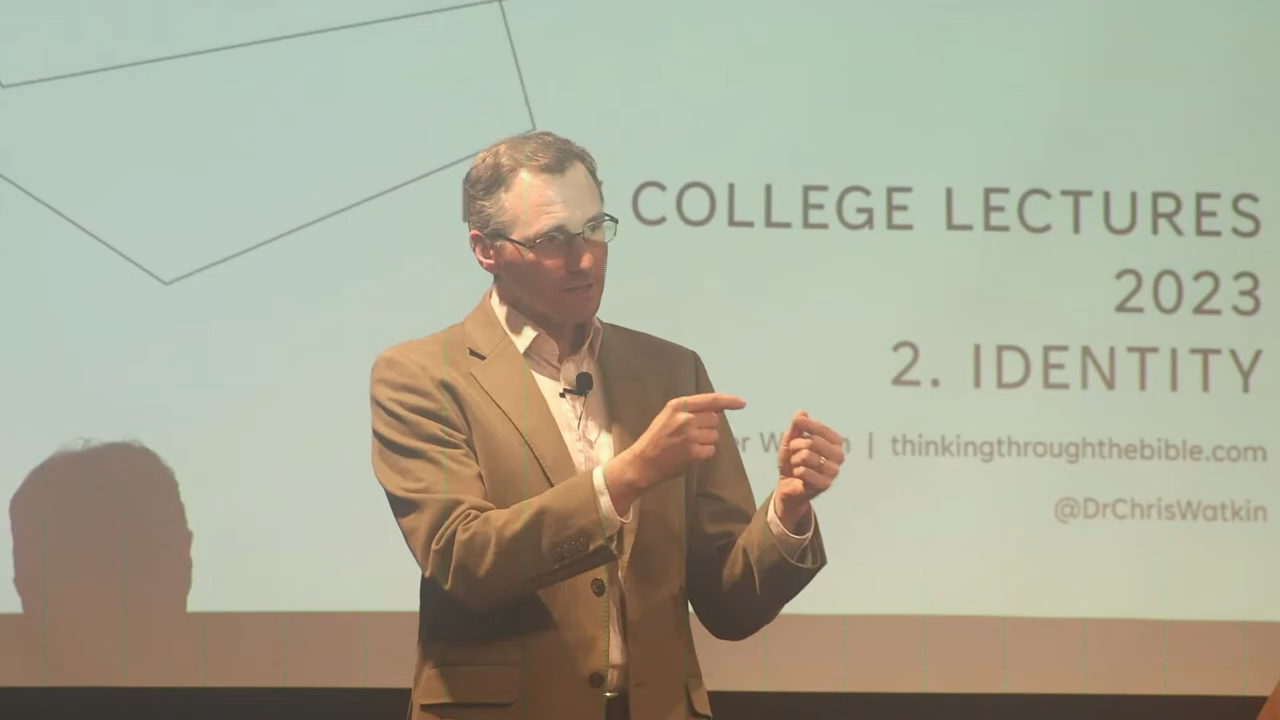 COLLEGE LECTURES
2023
2. IDENTITY
| thinkingthroughthebible.com
@DrChrisWatkin